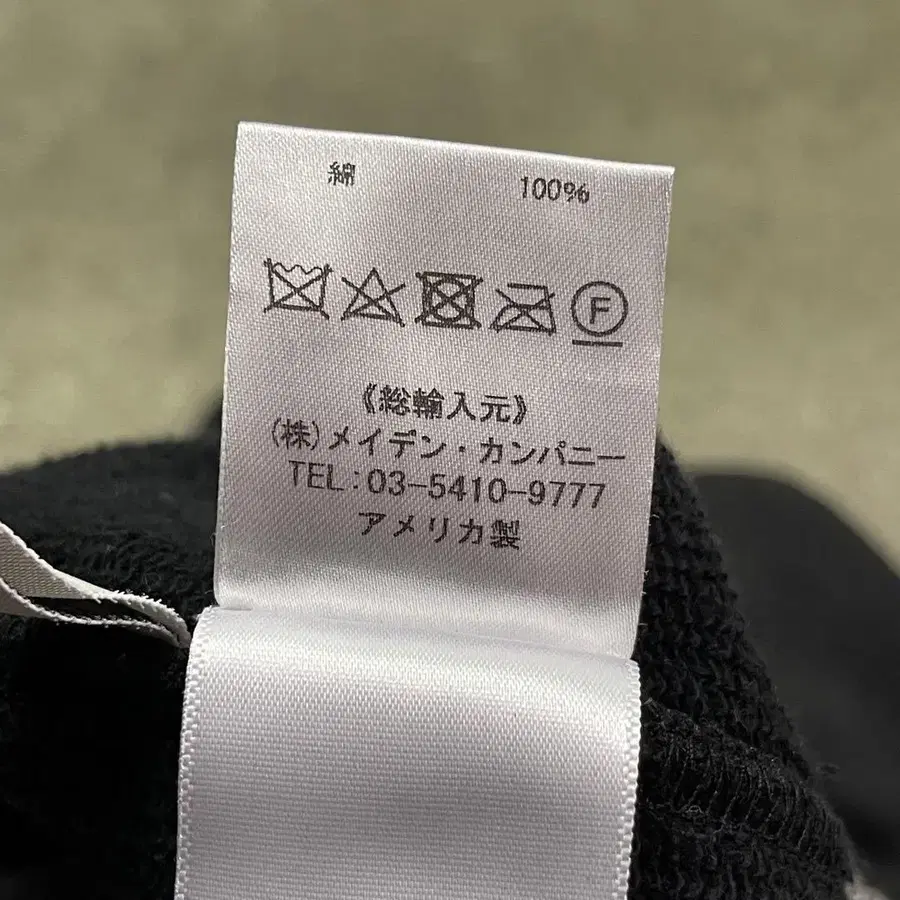 綿 100%
F
《総輸入元》
(株)メイデン・カンパニー
TEL:03-5410-9777
アメリカ製